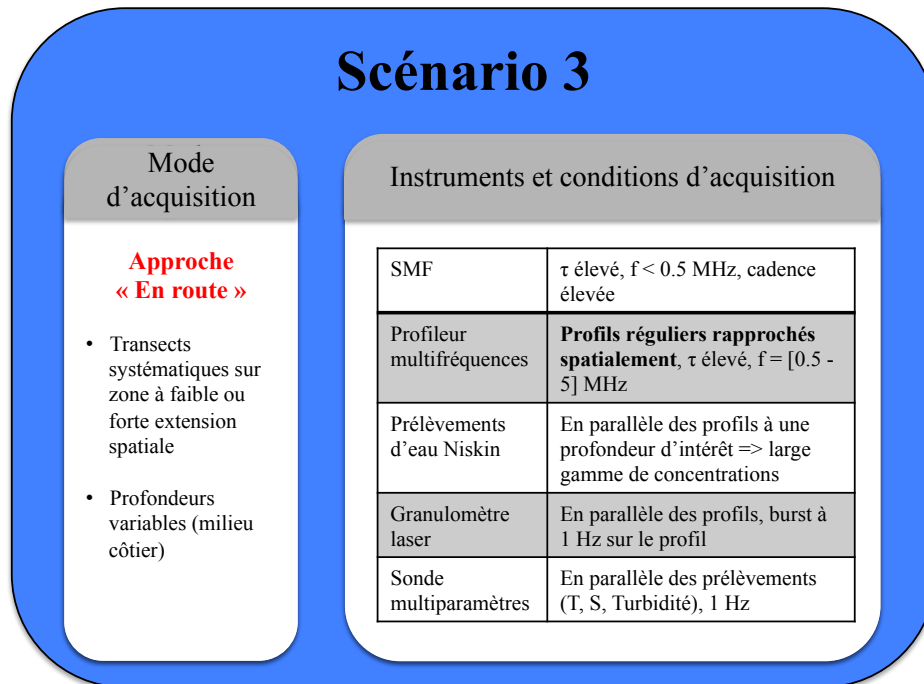 Scénario 3
Mode
d’acquisition
Approche
« En route »
• Transects
systématiques sur
zone à faible ou
forte extension
spatiale
• Profondeurs
variables (milieu
côtier)
Instruments et conditions d’acquisition
SMF
τ élevé, f < 0.5 MHz, cadence
élevée
Profileur
multifréquences
Profils réguliers rapprochés
spatialement, τ élevé, f = [0.5 -
5] MHz
Prélèvements
d’eau Niskin
En parallèle des profils à une
profondeur d’intérêt => large
gamme de concentrations
Granulomètre
laser
En parallèle des profils, burst à
1 Hz sur le profil
Sonde
multiparamètres
En parallèle des prélèvements
(T, S, Turbidité), 1 Hz